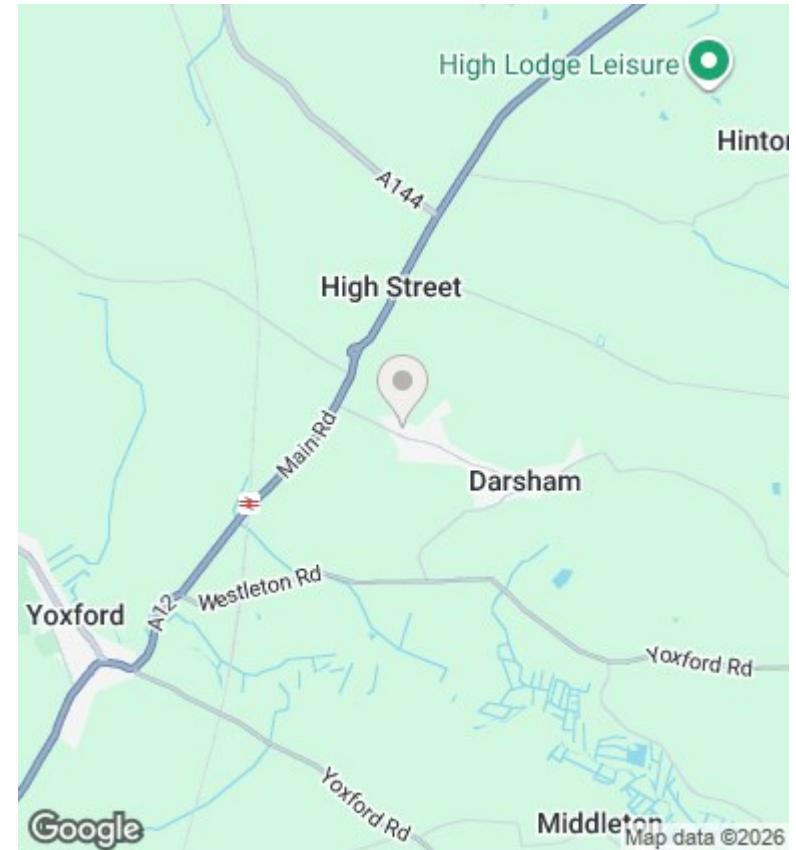 High Lodge Leisure
A144
High Street
Main Rd
Darsham
Westleton Rd
Yoxford
A12
Yoxford Rd
Yoxford Rd
Middleton
Google
Map data ©2026